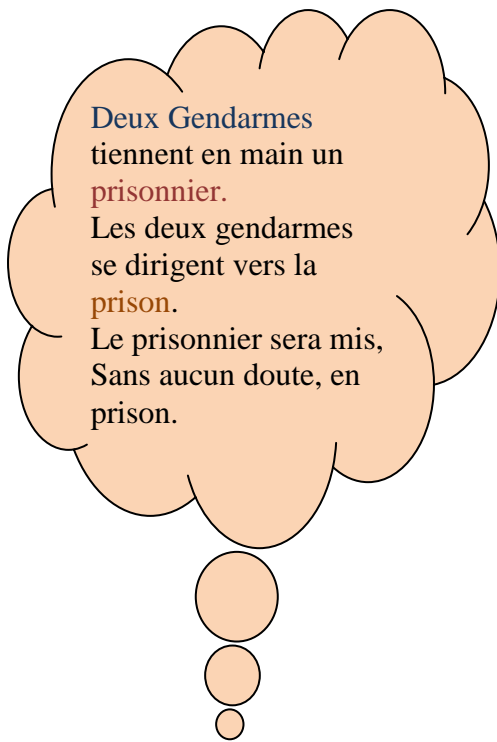 Deux Gendarmes
tiennent en main un
prisonnier.
Les deux gendarmes
se dirigent vers la
prison.
Le prisonnier sera mis,
Sans aucun doute, en
prison.